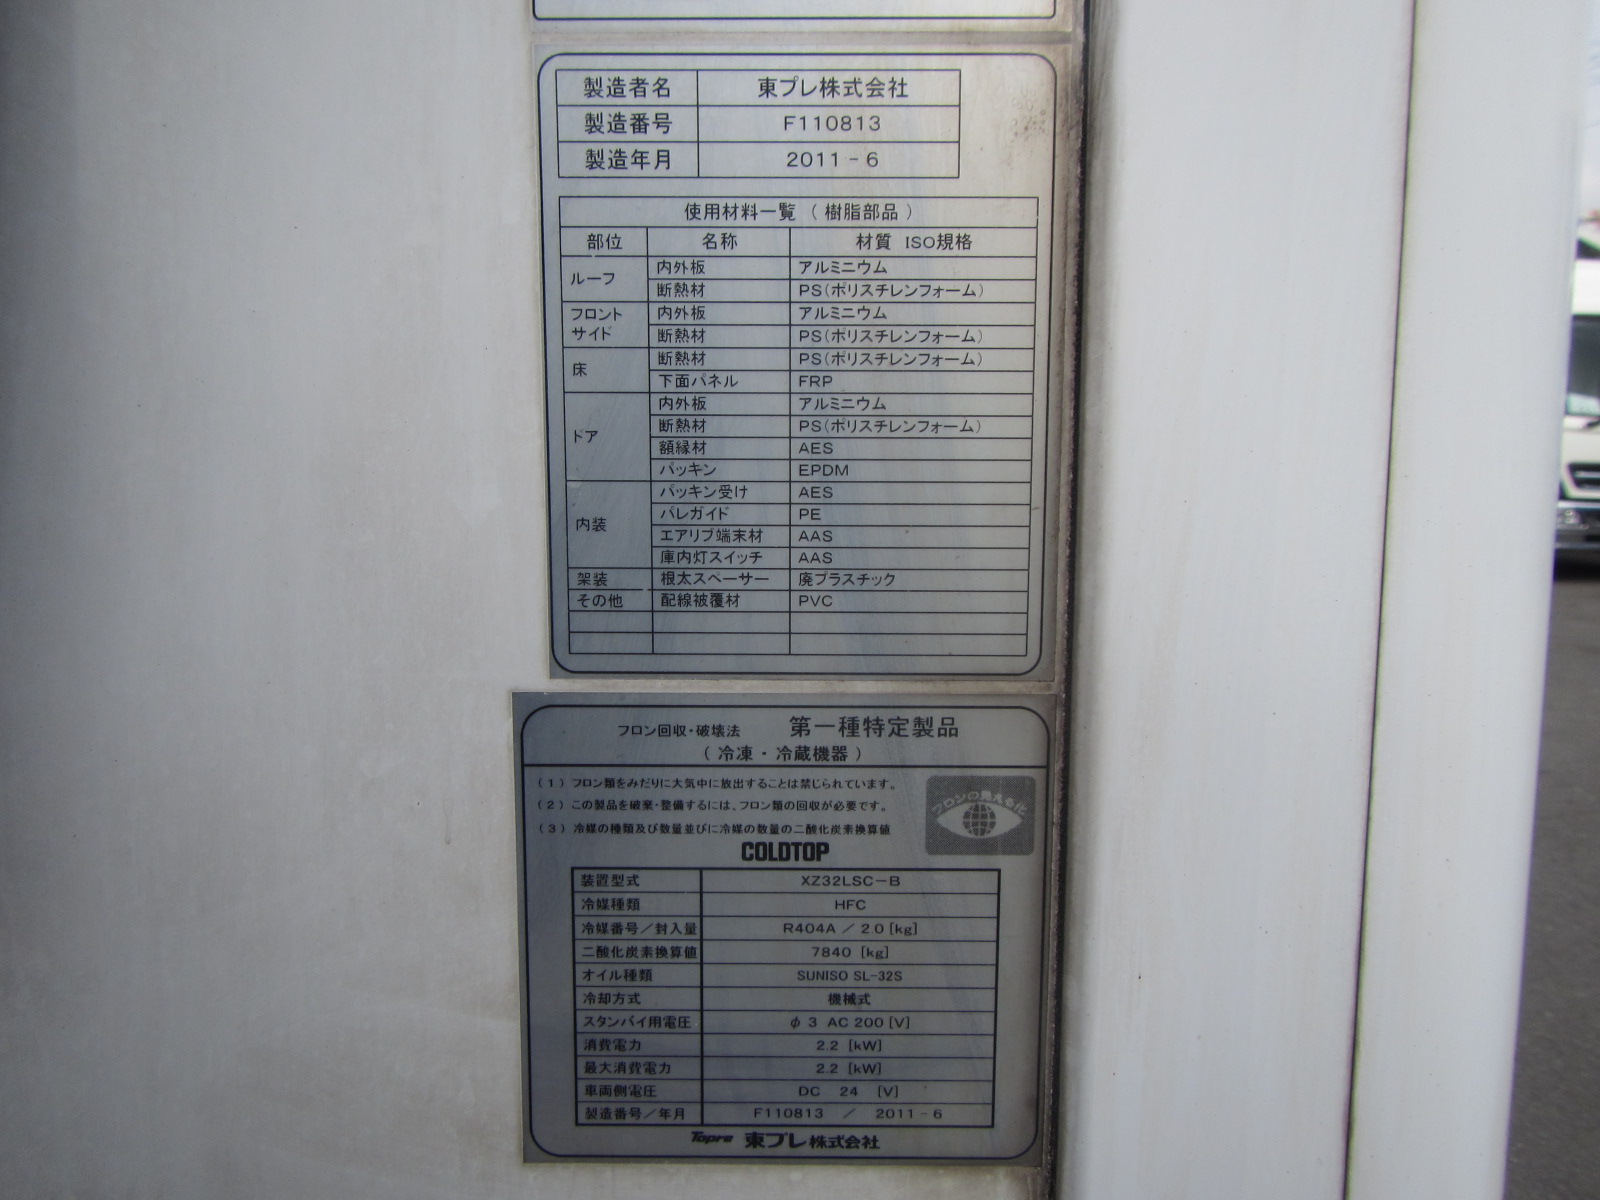 製造者名 東プレ株式会社
製造番号 F110813
製造年月 2011-6
使用材料一覧（樹脂部品）
部位 名称 材質 ISO規格
ルーフ 内外板 アルミニウム
断熱材 PS(ポリスチレンフォーム)
フロントサイド 内外板 アルミニウム
断熱材 PS(ポリスチレンフォーム)
床 断熱材 PS(ポリスチレンフォーム)
下面パネル FRP
ドア 内外板 アルミニウム
断熱材 PS(ポリスチレンフォーム)
額縁材 AES
パッキン EPDM
内装 パッキン受け AES
パレガイド PE
エアリブ端末材 AAS
庫内灯スイッチ AAS
架装 根太スペーサー 廃プラスチック
その他 配線被覆材 PVC
フロン回収・破壊法 第一種特定製品
（冷凍・冷蔵機器）
(1) フロン類をみだりに大気中に放出することは禁じられています。
(2) この製品を破棄・整備するには、フロン類の回収が必要です。
(3) 冷媒の種類及び数量並びに冷媒の数量の二酸化炭素換算値
フロンの見える化
COLDTOP
装置型式 XZ32LSC-B
冷媒種類 HFC
冷媒番号／封入量 R404A ／ 2.0 [kg]
二酸化炭素換算値 7840 [kg]
オイル種類 SUNISO SL-32S
冷却方式 機械式
スタンバイ用電圧 φ 3 AC 200 [V]
消費電力 2.2 [kW]
最大消費電力 2.2 [kW]
車両側電圧 DC 24 [V]
製造番号／年月 F110813 ／ 2011-6
Topre 東プレ株式会社